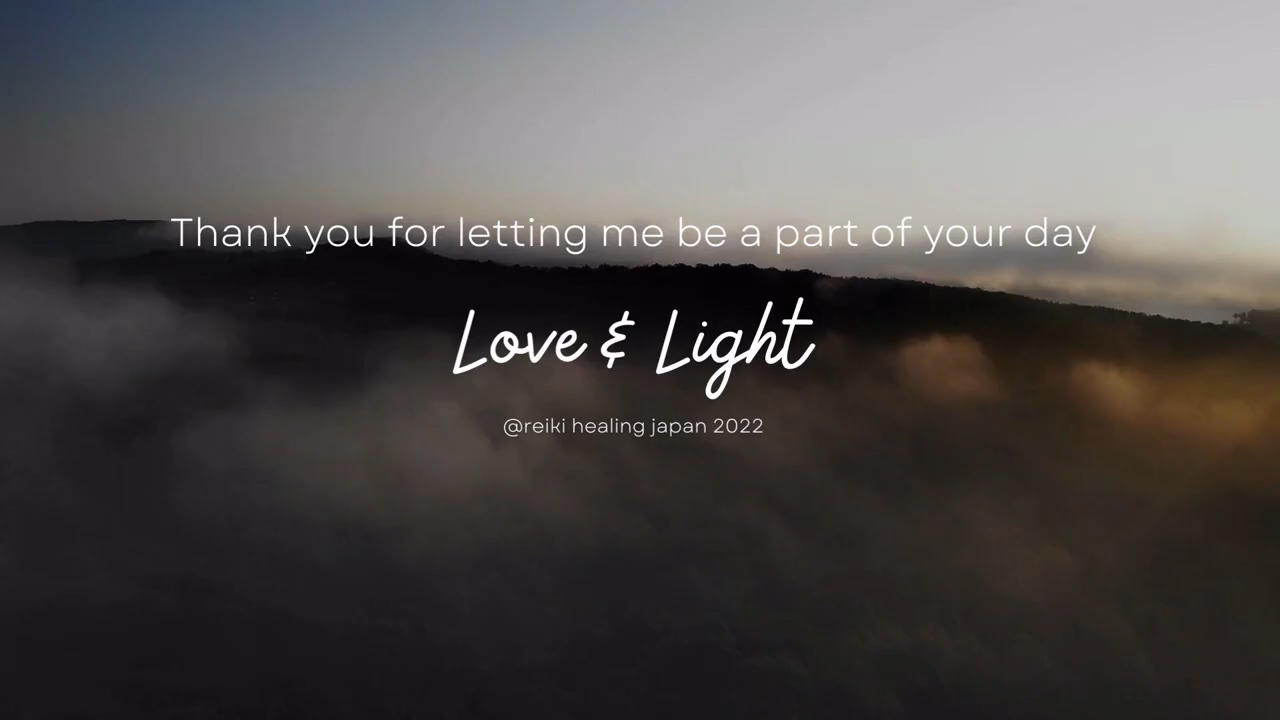 Thank you for letting me be a part of your day
Love & Light
@reiki healing japan 2022